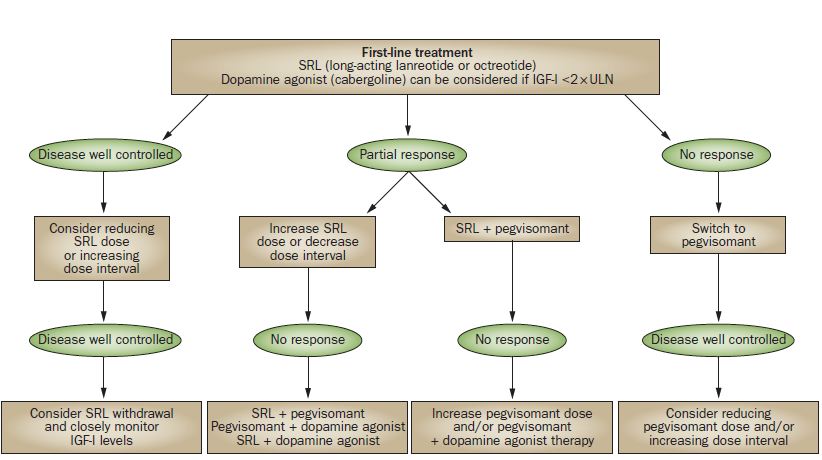 First-line treatment
SRL (long-acting lanreotide or octreotide)
Dopamine agonist (cabergoline) can be considered if IGF-I <2×ULN
Disease well controlled
Partial response
No response
Consider reducing
SRL dose
or increasing
dose interval
Increase SRL
dose or decrease
dose interval
SRL + pegvisomant
Switch to
pegvisomant
Disease well controlled
No response
No response
Disease well controlled
Consider SRL withdrawal
and closely monitor
IGF-I levels
SRL + pegvisomant
Pegvisomant + dopamine agonist
SRL + dopamine agonist
Increase pegvisomant dose
and/or pegvisomant
+ dopamine agonist therapy
Consider reducing
pegvisomant dose and/or
increasing dose interval